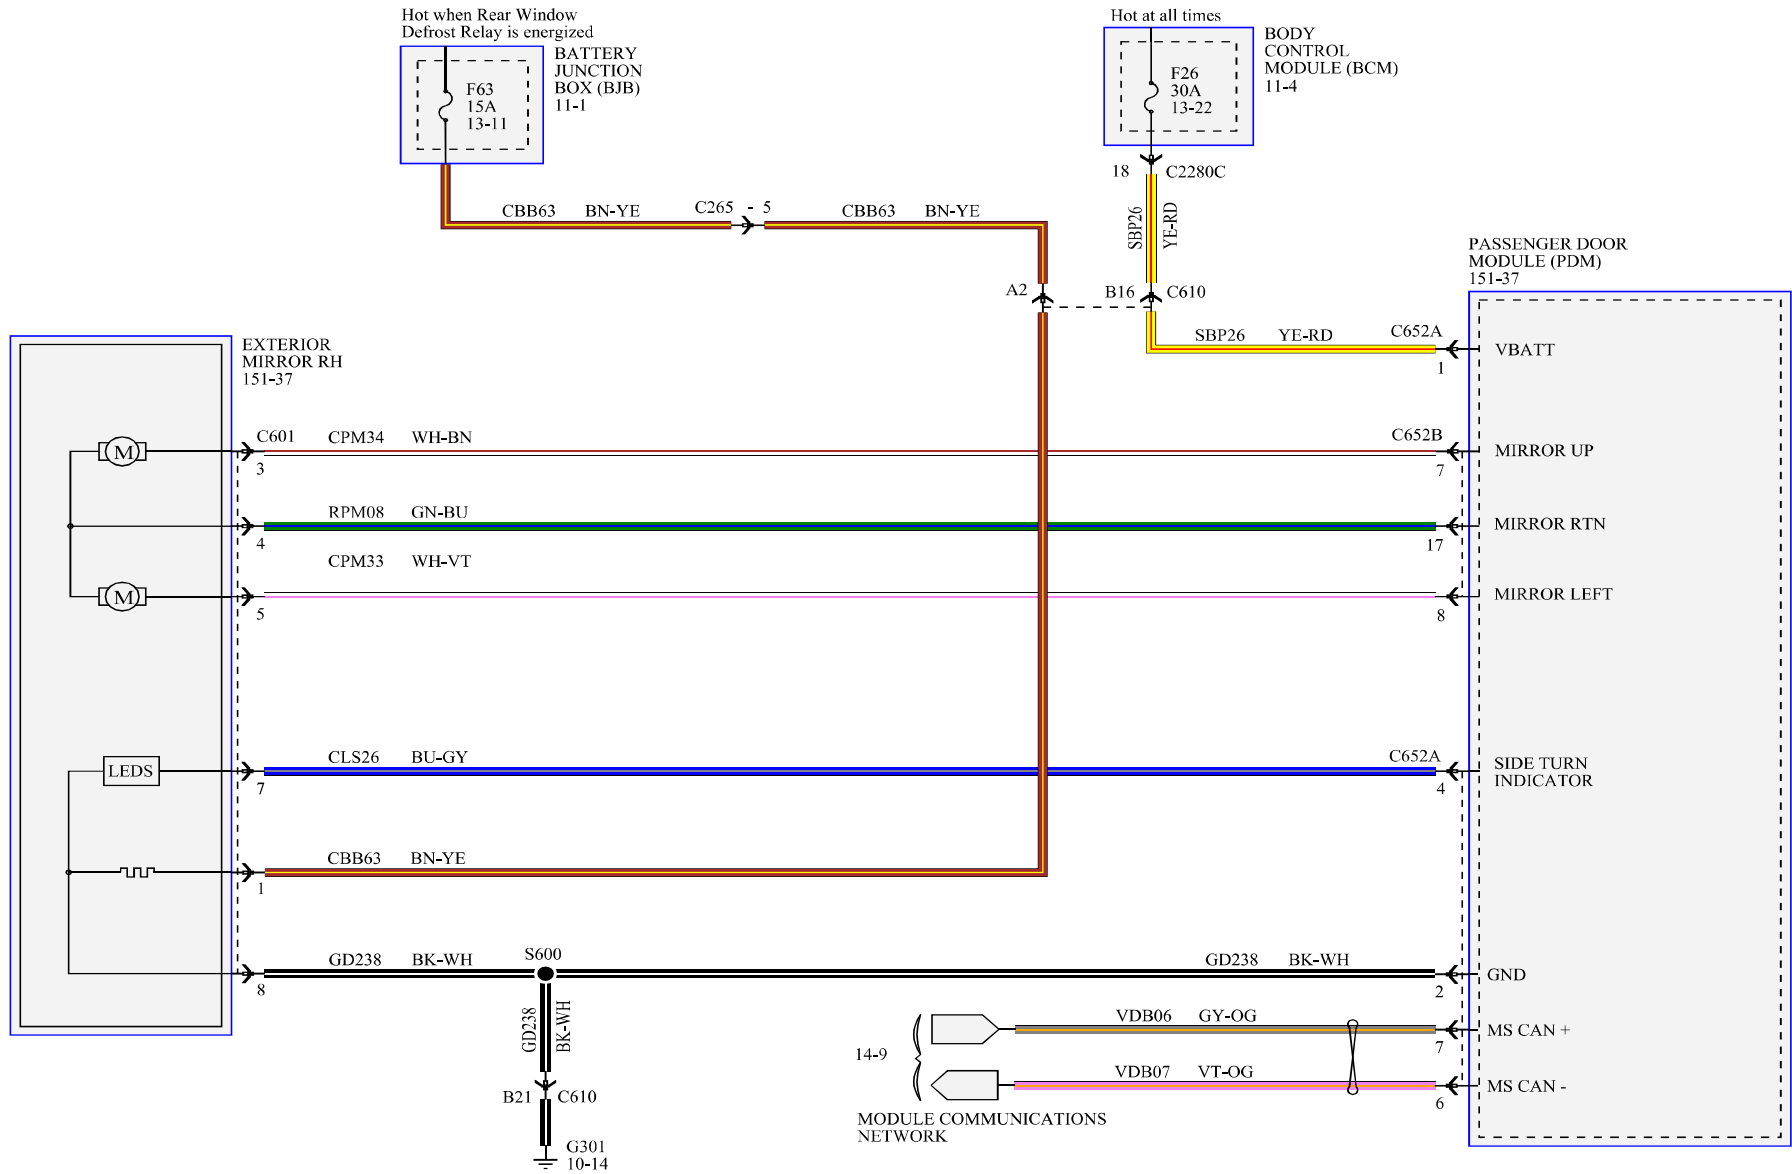 Hot when Rear Window
Defrost Relay is energized
BATTERY
JUNCTION
BOX (BJB)
11-1
F63
15A
13-11
Hot at all times
BODY
CONTROL
MODULE (BCM)
11-4
F26
30A
13-22
18 C2280C
CBB63 BN-YE C265 - 5 CBB63 BN-YE
SBP26 YE-RD
A2 B16 C610
PASSENGER DOOR
MODULE (PDM)
151-37
SBP26 YE-RD C652A
1
VBATT
EXTERIOR
MIRROR RH
151-37
M
C601 CPM34 WH-BN C652B
3 7
MIRROR UP
RPM08 GN-BU
4 17
MIRROR RTN
CPM33 WH-VT
M
5 8
MIRROR LEFT
LEDS
CLS26 BU-GY C652A
7 4
SIDE TURN
INDICATOR
CBB63 BN-YE
1
GD238 BK-WH S600 GD238 BK-WH
8 2
GND
GD238 BK-WH
B21 C610
G301
10-14
14-9
VDB06 GY-OG
7
MS CAN +
VDB07 VT-OG
6
MS CAN -
MODULE COMMUNICATIONS
NETWORK